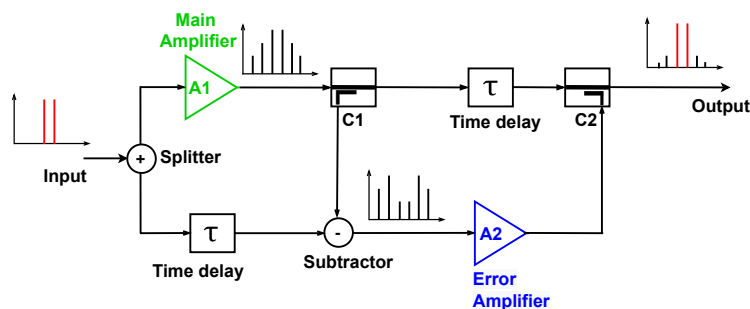 Main
Amplifier
A1
C1
τ
Time delay
C2
Output
Input
+
Splitter
τ
Time delay
-
Subtractor
A2
Error
Amplifier